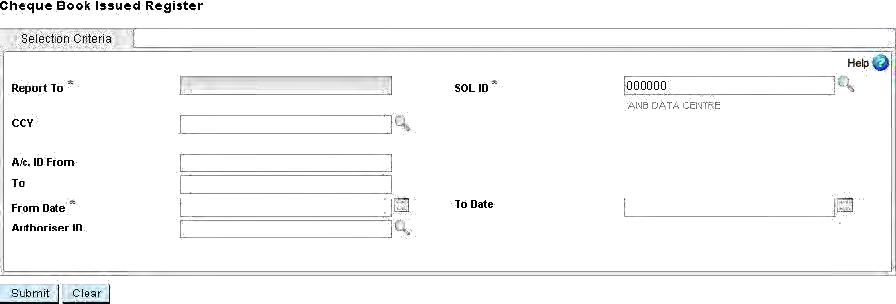 Cheque Book Issued Register
Selection Criteria
Help ?
Report To * SOL ID * 000000
ANB DATA CENTRE
CCY
A/c. ID From
To
From Date * To Date
Authoriser ID
Submit Clear